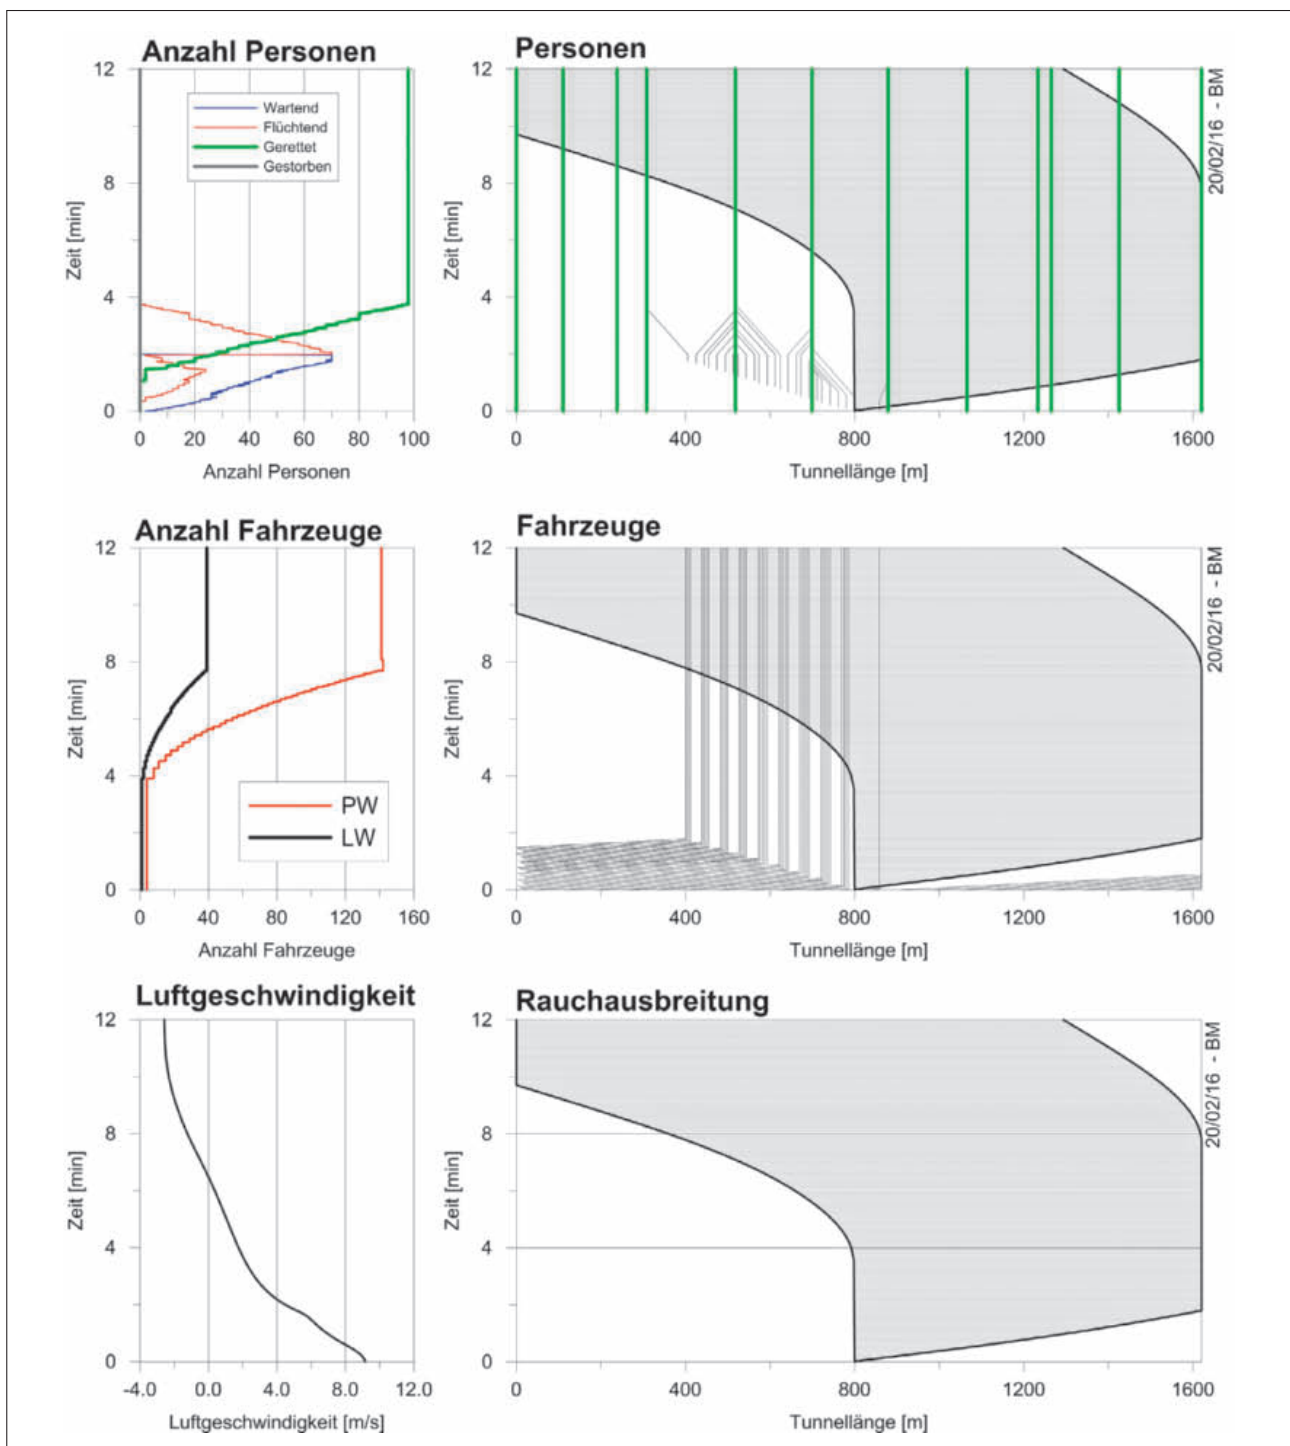 Anzahl Personen
12
8
4
0
Zeit [min]
Wartend
Flüchtend
Gerettet
Gestorben
0 20 40 60 80 100
Anzahl Personen
Personen
12
8
4
0
Zeit [min]
0 400 800 1200 1600
Tunnellänge [m]
20/02/16 - BM
Anzahl Fahrzeuge
12
8
4
0
Zeit [min]
PW
LW
0 40 80 120 160
Anzahl Fahrzeuge
Fahrzeuge
12
8
4
0
Zeit [min]
0 400 800 1200 1600
Tunnellänge [m]
20/02/16 - BM
Luftgeschwindigkeit
12
8
4
0
Zeit [min]
-4.0 0.0 4.0 8.0 12.0
Luftgeschwindigkeit [m/s]
Rauchausbreitung
12
8
4
0
Zeit [min]
0 400 800 1200 1600
Tunnellänge [m]
20/02/16 - BM